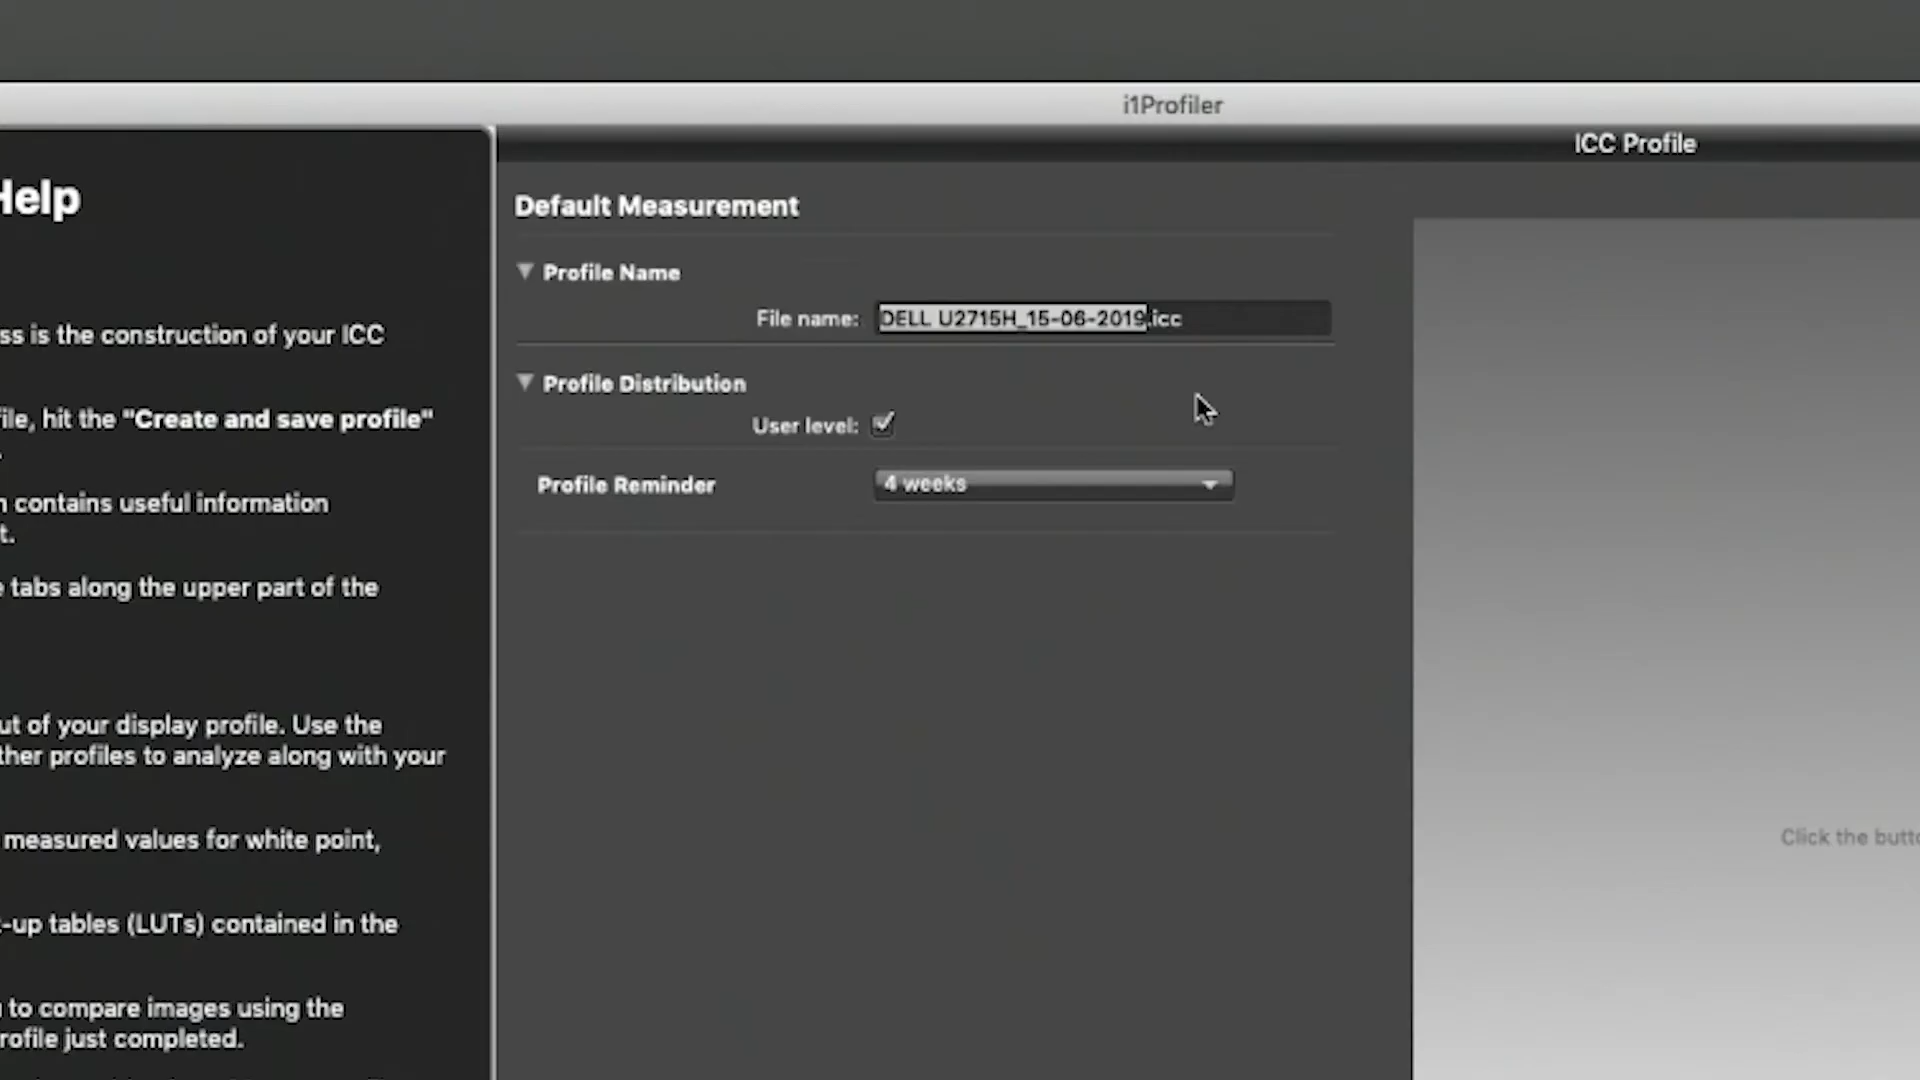 i1Profiler
ICC Profile
Help
ss is the construction of your ICC
file, hit the "Create and save profile"
contains useful information
t.
tabs along the upper part of the
ut of your display profile. Use the
ther profiles to analyze along with your
measured values for white point,
-up tables (LUTs) contained in the
to compare images using the
rofile just completed.
Default Measurement
Profile Name
File name: DELL U2715H_15-06-2019.icc
Profile Distribution
User level:
Profile Reminder 4 weeks
Click the butto